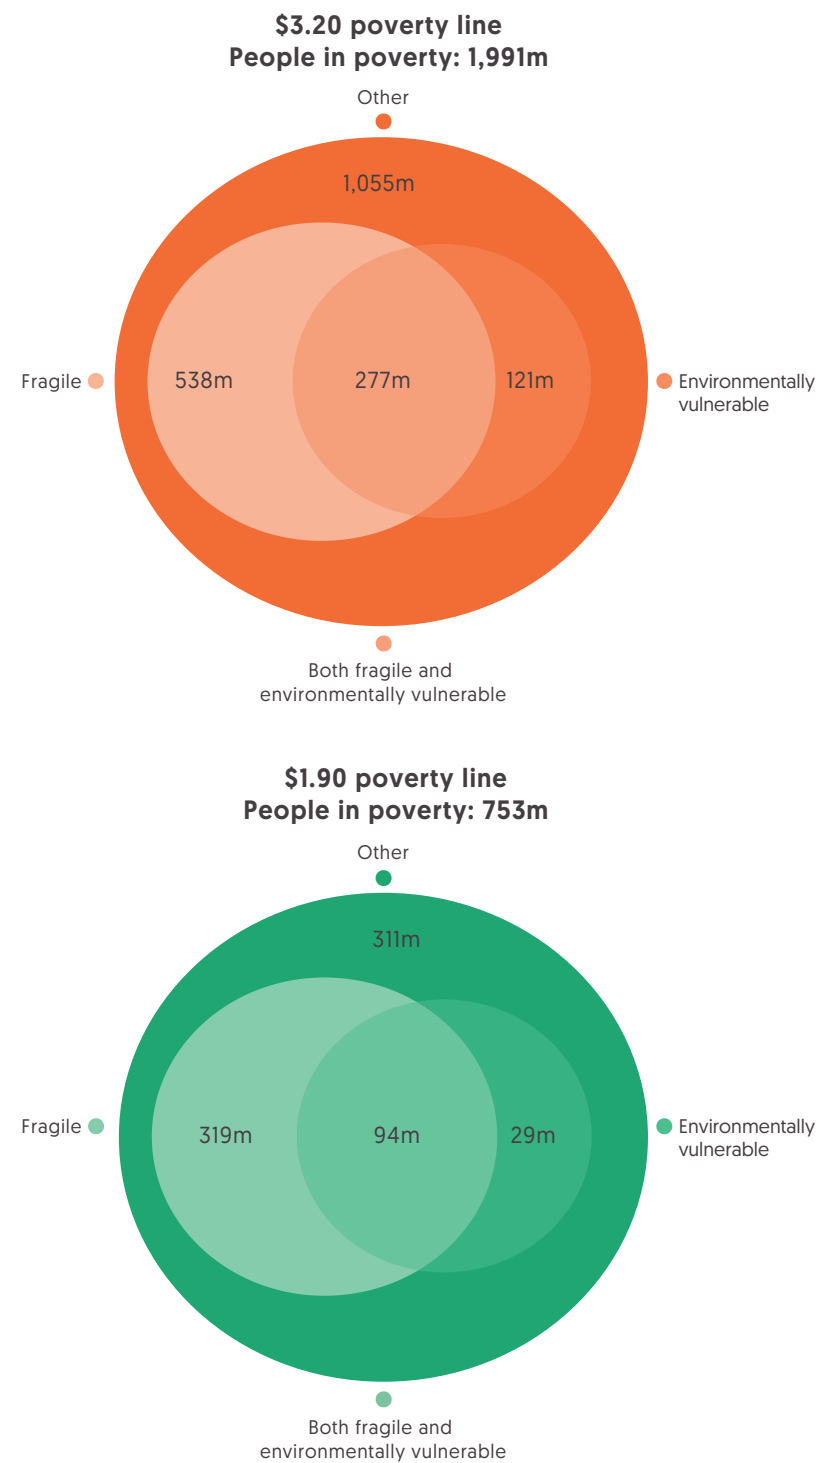 $3.20 poverty line
People in poverty: 1,991m
Other
1,055m
Fragile
538m
277m
121m
Environmentally
vulnerable
Both fragile and
environmentally vulnerable
$1.90 poverty line
People in poverty: 753m
Other
311m
Fragile
319m
94m
29m
Environmentally
vulnerable
Both fragile and
environmentally vulnerable